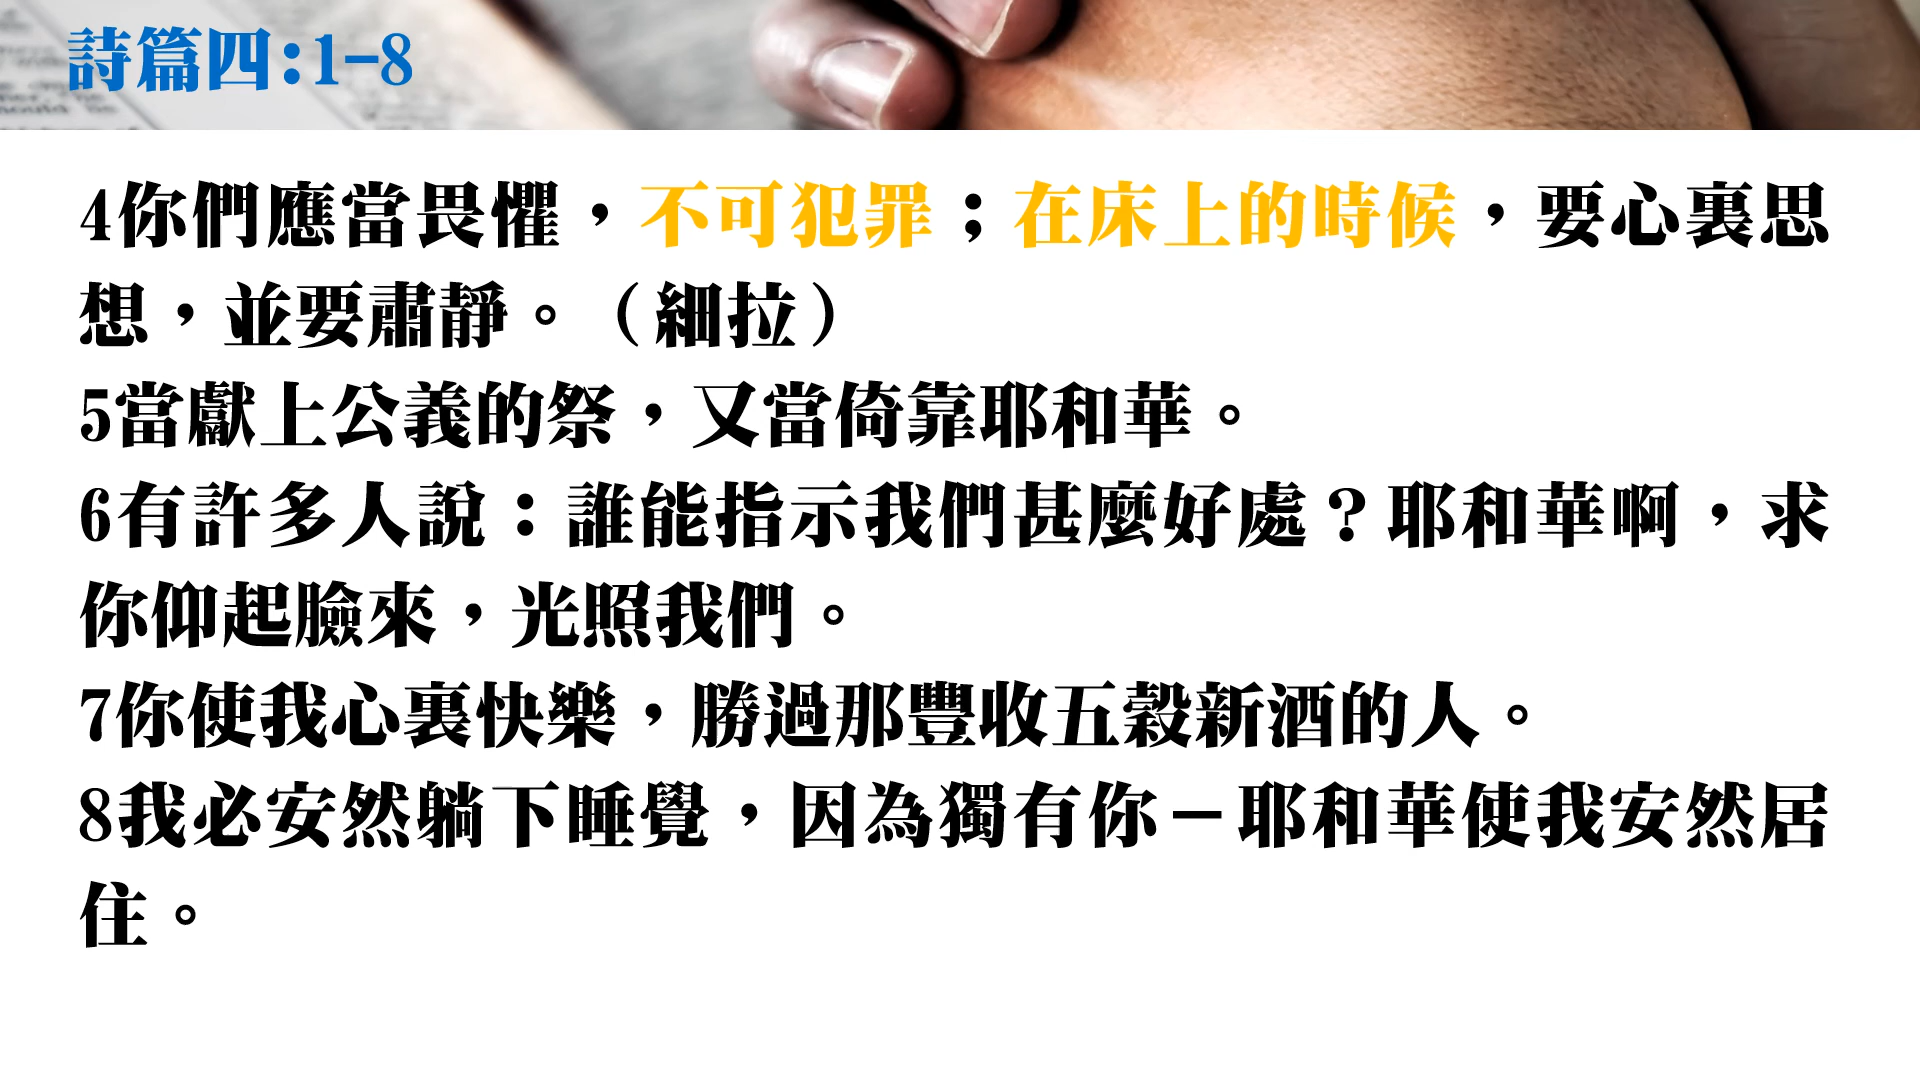 詩篇四:1-8
4你們應當畏懼，不可犯罪；在床上的時候，要心裏思
想，並要肅靜。（細拉）
5當獻上公義的祭，又當倚靠耶和華。
6有許多人說：誰能指示我們甚麼好處？耶和華啊，求
你仰起臉來，光照我們。
7你使我心裏快樂，勝過那豐收五穀新酒的人。
8我必安然躺下睡覺，因為獨有你－耶和華使我安然居
住。